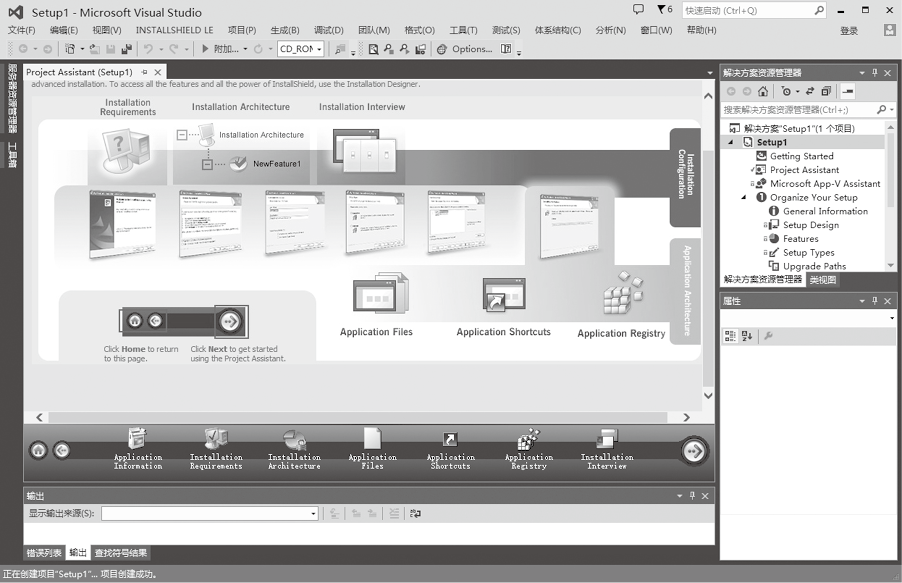 Setup1 - Microsoft Visual Studio
6
快速启动 (Ctrl+Q)
文件(F) 编辑(E) 视图(V) INSTALLSHIELD LE 项目(P) 生成(B) 调试(D) 团队(M) 格式(O) 工具(T) 测试(S) 体系结构(C) 分析(N) 窗口(W) 帮助(H) 登录
附加... CD_ROM Options...
服务器资源管理器
工具箱
Project Assistant (Setup1)
advanced installation. To access all the features and all the power of InstallShield, use the Installation Designer.
Installation Requirements
Installation Architecture
Installation Interview
Installation Architecture
NewFeature1
Installation Configuration
Application Architecture
Application Files
Application Shortcuts
Application Registry
Click Home to return to this page.
Click Next to get started using the Project Assistant.
Application Information
Installation Requirements
Installation Architecture
Application Files
Application Shortcuts
Application Registry
Installation Interview
输出
显示输出来源(S):
错误列表 输出 查找符号结果
正在创建项目"Setup1"... 项目创建成功。
解决方案资源管理器
搜索解决方案资源管理器(Ctrl+;)
解决方案"Setup1"(1 个项目)
Setup1
Getting Started
Project Assistant
Microsoft App-V Assistant
1 Organize Your Setup
General Information
Setup Design
Features
Setup Types
Upgrade Paths
解决方案资源管理器 类视图
属性